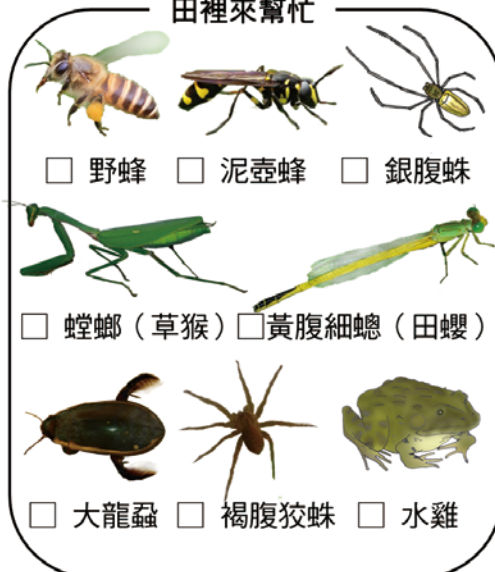 田裡來幫忙
□ 野蜂 □ 泥壺蜂 □ 銀腹蛛
□ 螳螂（草猴）□黃腹細蟌（田蠳）
□ 大龍蝨 □ 褐腹狡蛛 □ 水雞